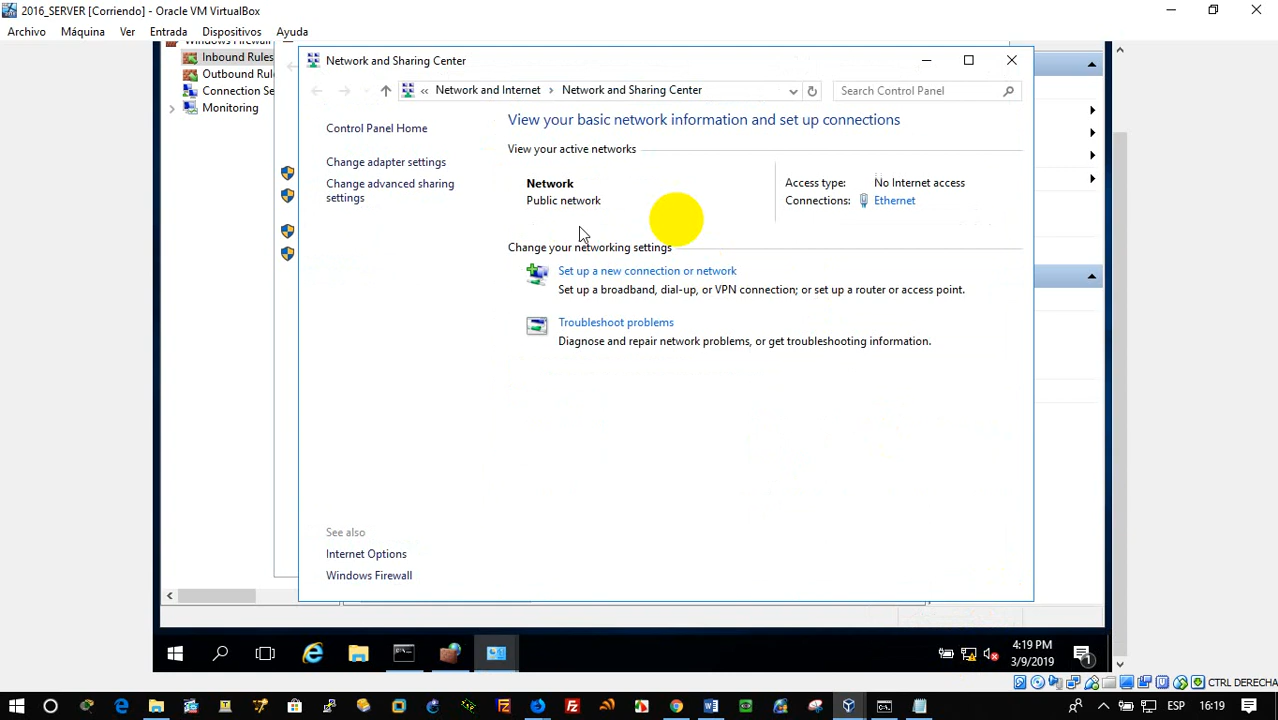 2016_SERVER [Corriendo] - Oracle VM VirtualBox
Archivo Máquina Ver Entrada Dispositivos Ayuda
Inbound Rules
Outbound Rul
Connection Se
Monitoring
Network and Sharing Center
« Network and Internet › Network and Sharing Center
Search Control Panel
Control Panel Home
Change adapter settings
Change advanced sharing
settings
View your basic network information and set up connections
View your active networks
Network
Public network
Access type: No Internet access
Connections: Ethernet
Change your networking settings
Set up a new connection or network
Set up a broadband, dial-up, or VPN connection; or set up a router or access point.
Troubleshoot problems
Diagnose and repair network problems, or get troubleshooting information.
See also
Internet Options
Windows Firewall
4:19 PM
3/9/2019
1
CTRL DERECHA
ESP 16:19